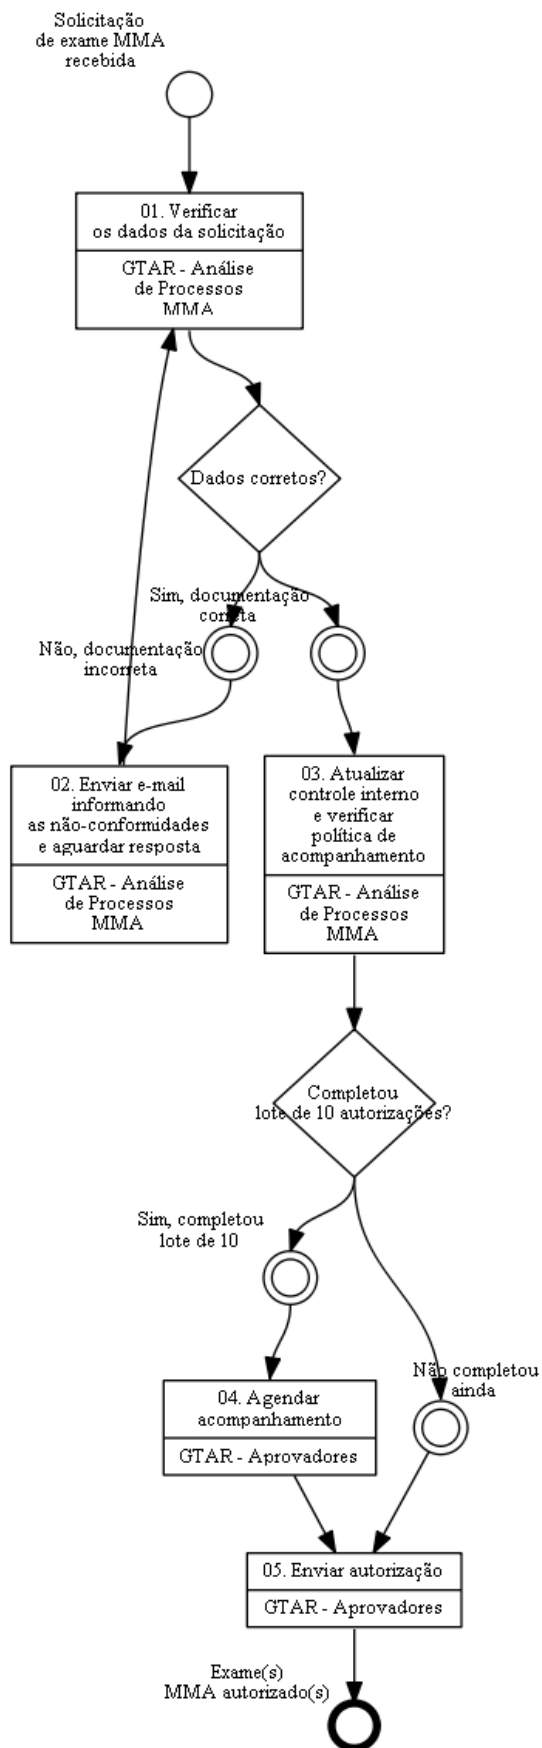 Solicitação
de exame MMA
recebida
01. Verificar
os dados da solicitação
GTAR - Análise
de Processos
MMA
Dados corretos?
Sim, documentação
correta
Não, documentação
incorreta
02. Enviar e-mail
informando
as não-conformidades
e aguardar resposta
GTAR - Análise
de Processos
MMA
03. Atualizar
controle interno
e verificar
política de
acompanhamento
GTAR - Análise
de Processos
MMA
Completou
lote de 10 autorizações?
Sim, completou
lote de 10
Não completou
ainda
04. Agendar
acompanhamento
GTAR - Aprovadores
05. Enviar autorização
GTAR - Aprovadores
Exame(s)
MMA autorizado(s)